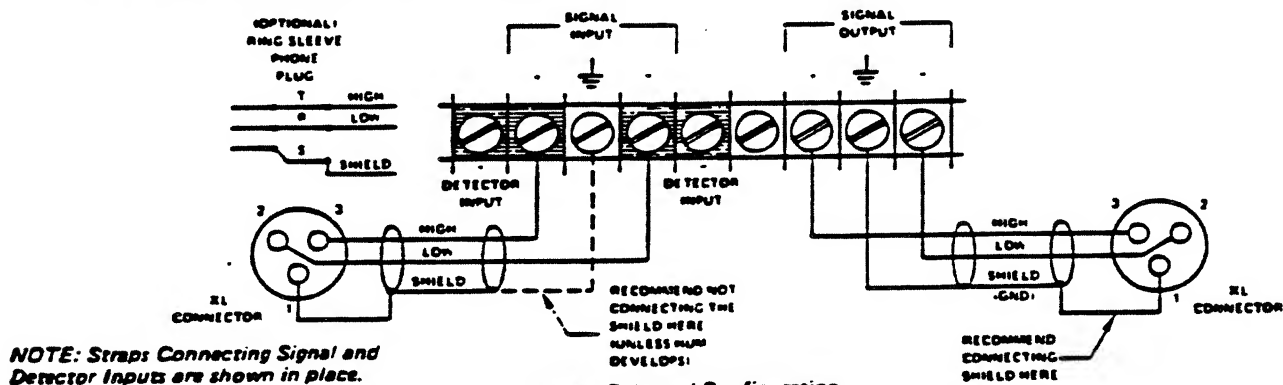 (OPTIONAL)
RING SLEEVE
PHONE
PLUG
T HIGH
R LOW
S SHIELD
SIGNAL
INPUT
SIGNAL
OUTPUT
DETECTOR
INPUT
DETECTOR
INPUT
2 3
HIGH
LOW
SHIELD
1
XL
CONNECTOR
RECOMMEND NOT
CONNECTING THE
SHIELD HERE
(UNLESS HUM
DEVELOPS)
3 2
HIGH
LOW
SHIELD
(GND)
1
XL
CONNECTOR
RECOMMEND
CONNECTING
SHIELD HERE
NOTE: Straps Connecting Signal and
Detector Inputs are shown in place.